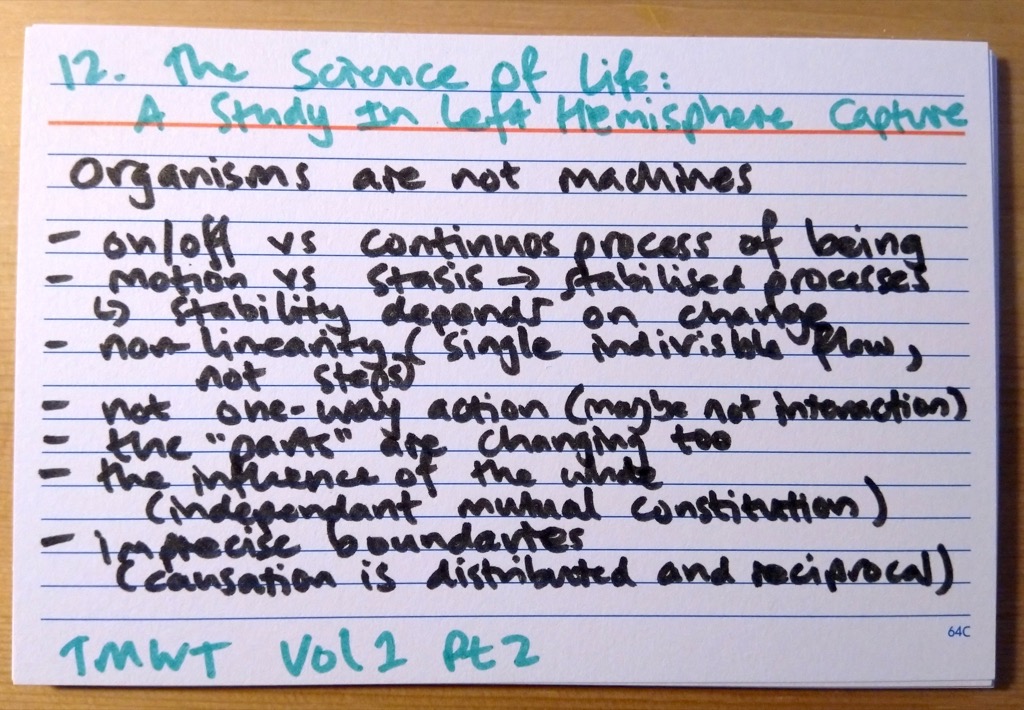 12. The Science of Life:
A Study In Left Hemisphere Capture
Organisms are not machines
- on/off vs continuos process of being
- motion vs stasis → stabilised processes
↳ stability depends on change
- non-linearity (single indivisible flow,
not steps)
- not one-way action (maybe not interaction)
- the "parts" are changing too
- the influence of the whole
(independant mutual constitution)
- imprecise boundaries
(causation is distributed and reciprocal)
64C
TMWT Vol 1 Pt 2